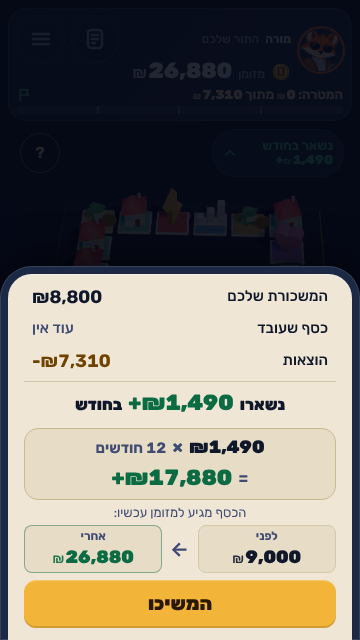 מורה התור שלכם
מזומן 26,880₪
המטרה: 0₪ מתוך 7,310₪
?
נשאר בחודש
+₪1,490
המשכורת שלכם ₪8,800
כסף שעובד עוד אין
הוצאות -₪7,310
נשארו +₪1,490 בחודש
₪1,490 × 12 חודשים
= +₪17,880
הכסף מגיע למזומן עכשיו:
לפני
9,000₪
←
אחרי
26,880₪
המשיכו